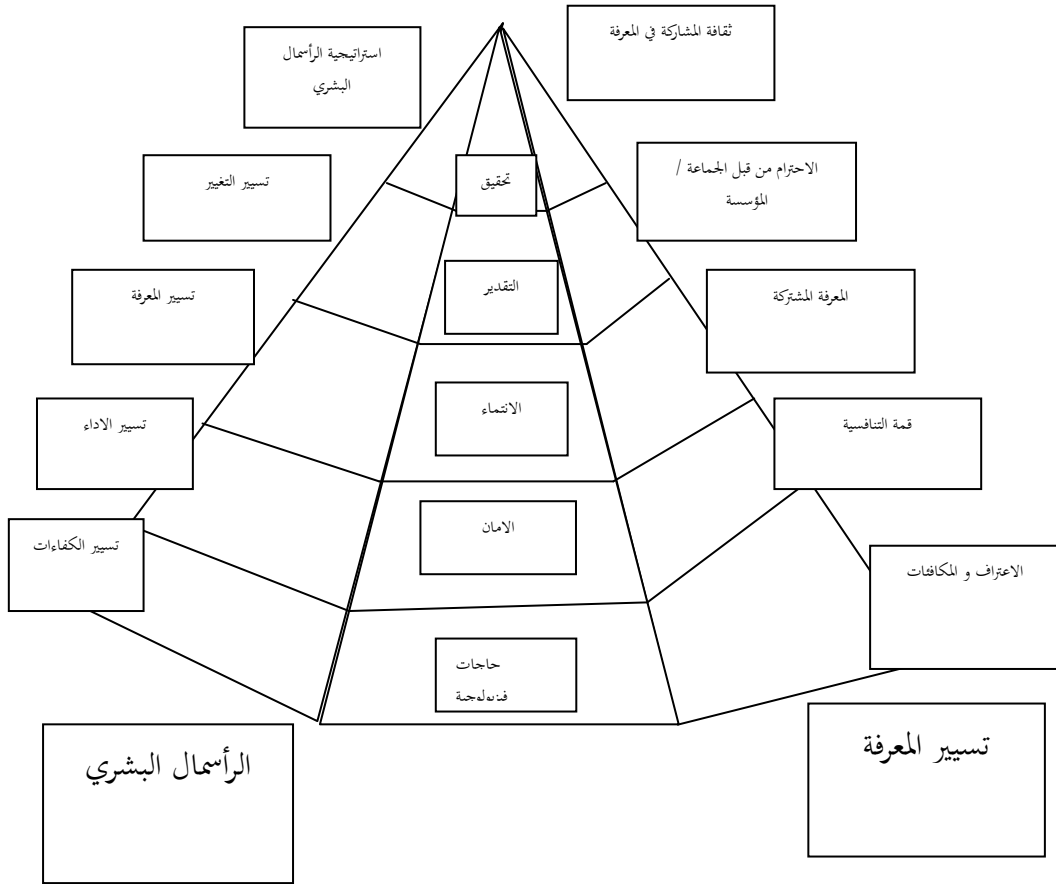 ثقافة المشاركة في المعرفة
استراتيجية الرأسمال
البشري
الاحترام من قبل الجماعة /
المؤسسة
تحقيق
تسيير التغيير
التقدير
المعرفة المشتركة
تسيير المعرفة
الانتماء
قمة التنافسية
تسيير الاداء
الامان
تسيير الكفاءات
الاعتراف و المكافئات
حاجات
فيزيولوجية
تسيير المعرفة
الرأسمال البشري